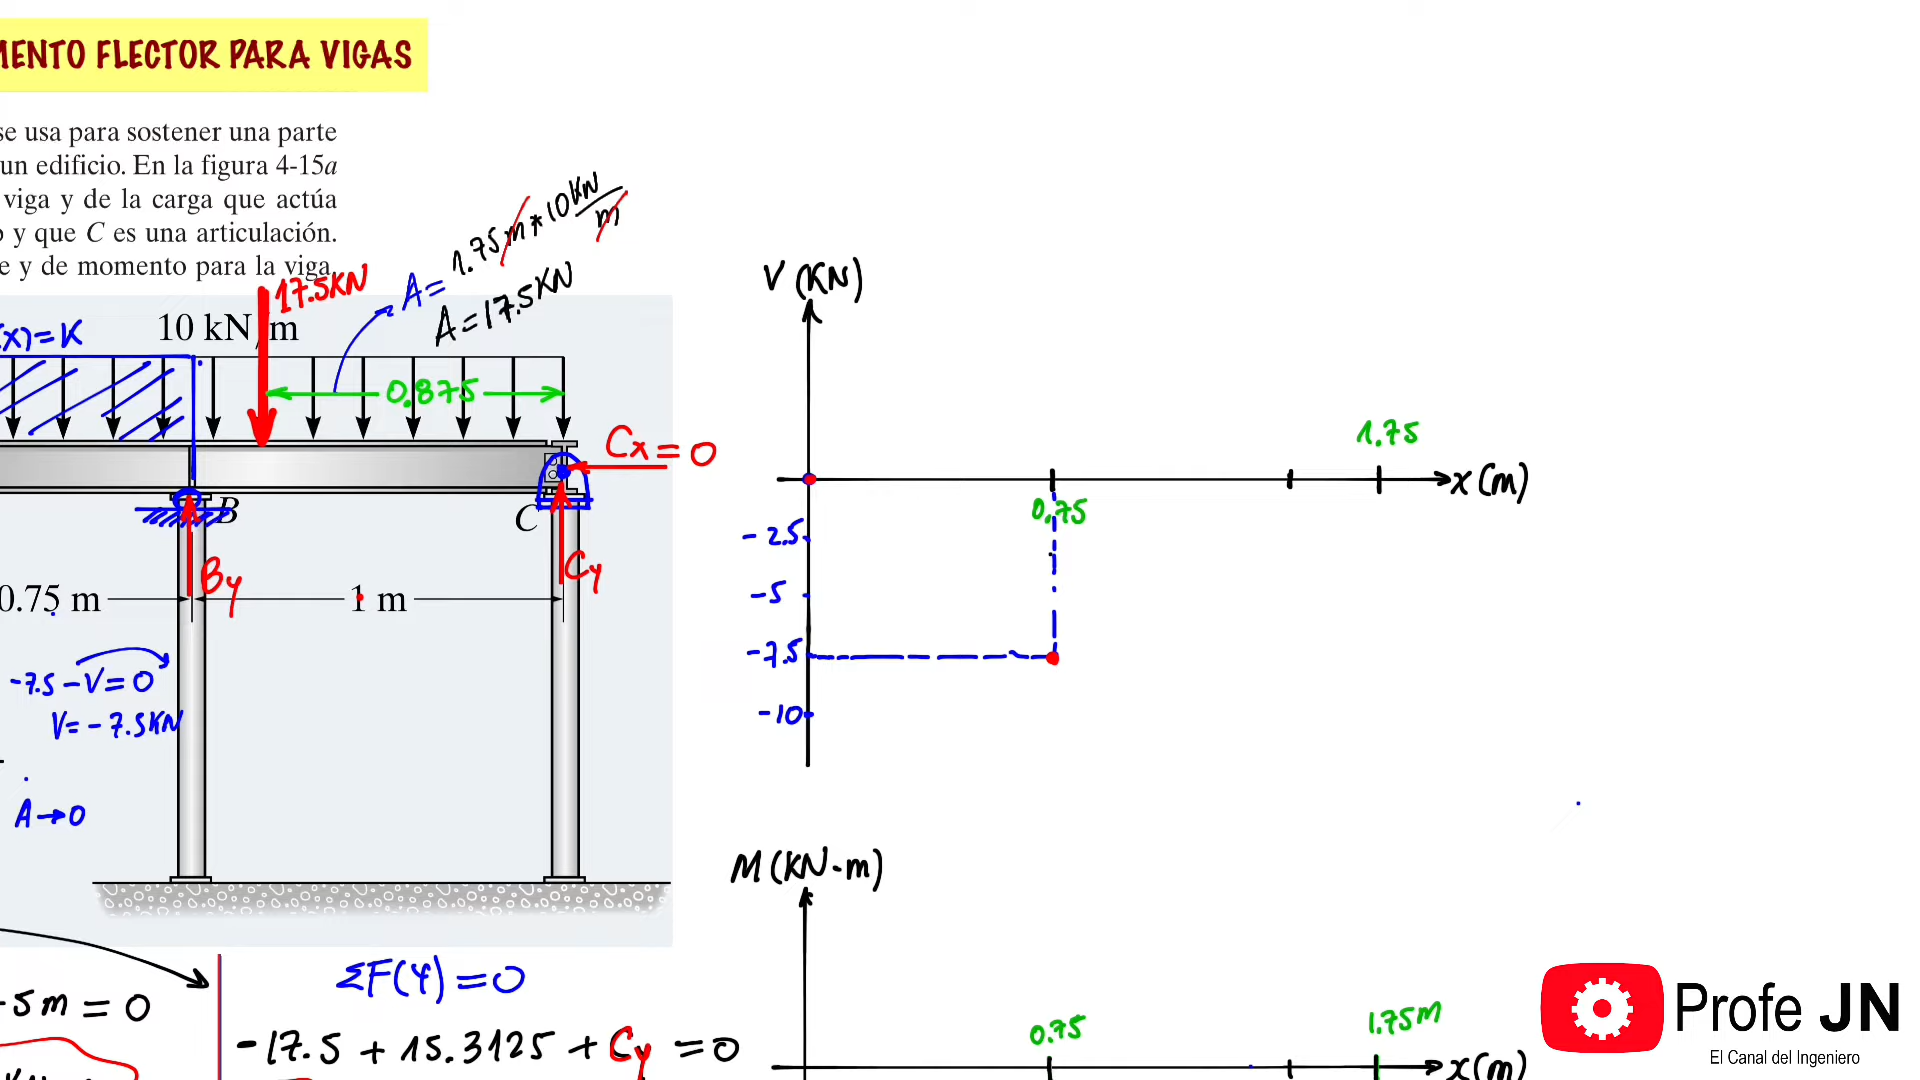 MENTO FLECTOR PARA VIGAS
se usa para sostener una parte
un edificio. En la figura 4-15a
viga y de la carga que actúa
o y que C es una articulación.
e y de momento para la viga.
A= 1.75m*10 KN/m
A=17.5KN
17.5KN
(x)=K
10 kN/m
0.875
Cx=0
B
C
By
Cy
0.75 m
1 m
-7.5-V=0
V=-7.5KN
A→0
V(KN)
1.75
x(m)
0.75
-2.5
-5
-7.5
-10
M(KN-m)
0.75
1.75M
x(m)
5m=0
ΣF(Y)=0
-17.5+15.3125+Cy=0
Profe JN
El Canal del Ingeniero